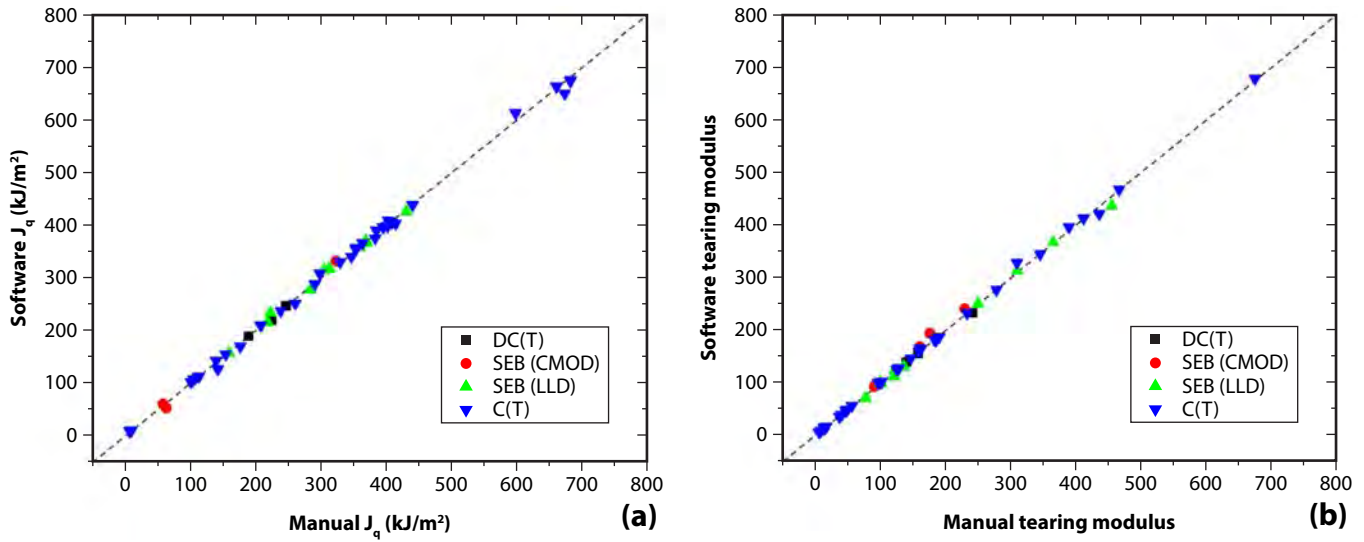 800
700
600
500
400
300
200
100
0
Software J_q (kJ/m²)
0 100 200 300 400 500 600 700 800
Manual J_q (kJ/m²)
DC(T)
SEB (CMOD)
SEB (LLD)
C(T)
(a)
800
700
600
500
400
300
200
100
0
Software tearing modulus
0 100 200 300 400 500 600 700 800
Manual tearing modulus
DC(T)
SEB (CMOD)
SEB (LLD)
C(T)
(b)